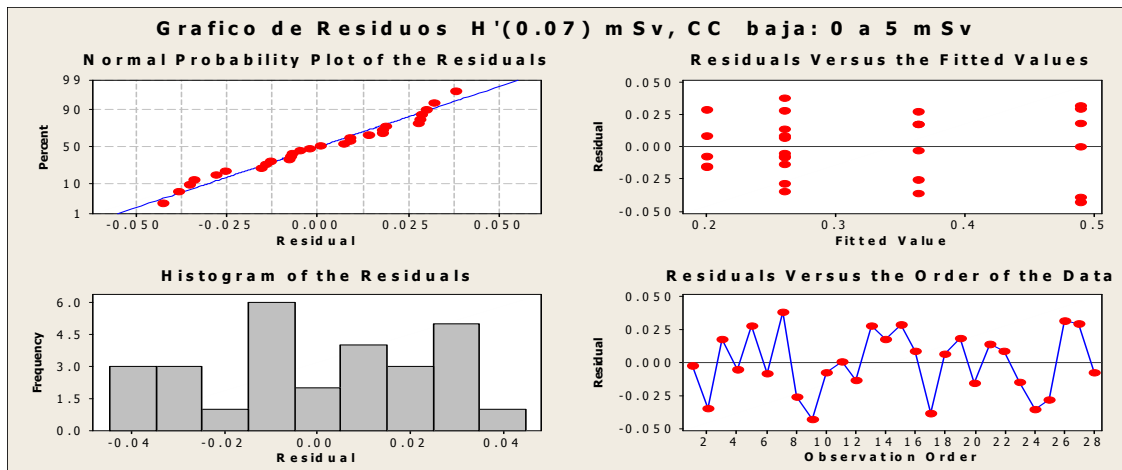 Grafico de Residuos H'(0.07) mSv, CC baja: 0 a 5 mSv
Normal Probability Plot of the Residuals
99
90
50
10
1
Percent
-0.050 -0.025 0.000 0.025 0.050
Residual
Residuals Versus the Fitted Values
0.050
0.025
0.000
-0.025
-0.050
Residual
0.2 0.3 0.4 0.5
Fitted Value
Histogram of the Residuals
6.0
4.5
3.0
1.5
0.0
Frequency
-0.04 -0.02 0.00 0.02 0.04
Residual
Residuals Versus the Order of the Data
0.050
0.025
0.000
-0.025
-0.050
Residual
2 4 6 8 10 12 14 16 18 20 22 24 26 28
Observation Order